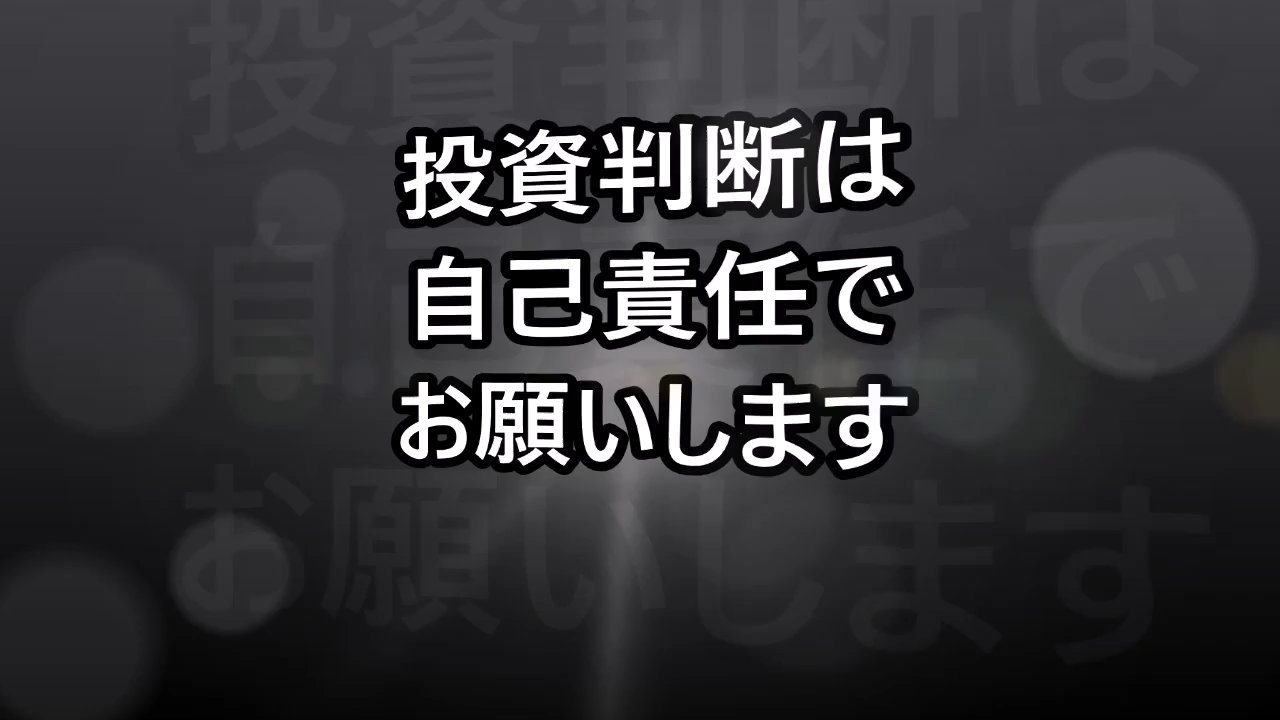 投資判断は
自己責任で
お願いします